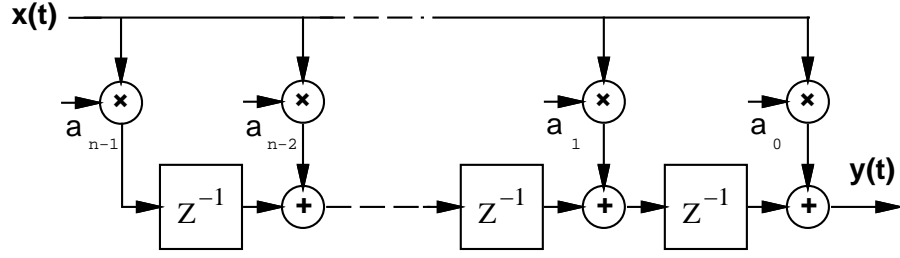 x(t)
× × × ×
a n-1 a n-2 a 1 a 0
y(t)
Z⁻¹ + Z⁻¹ + Z⁻¹ +